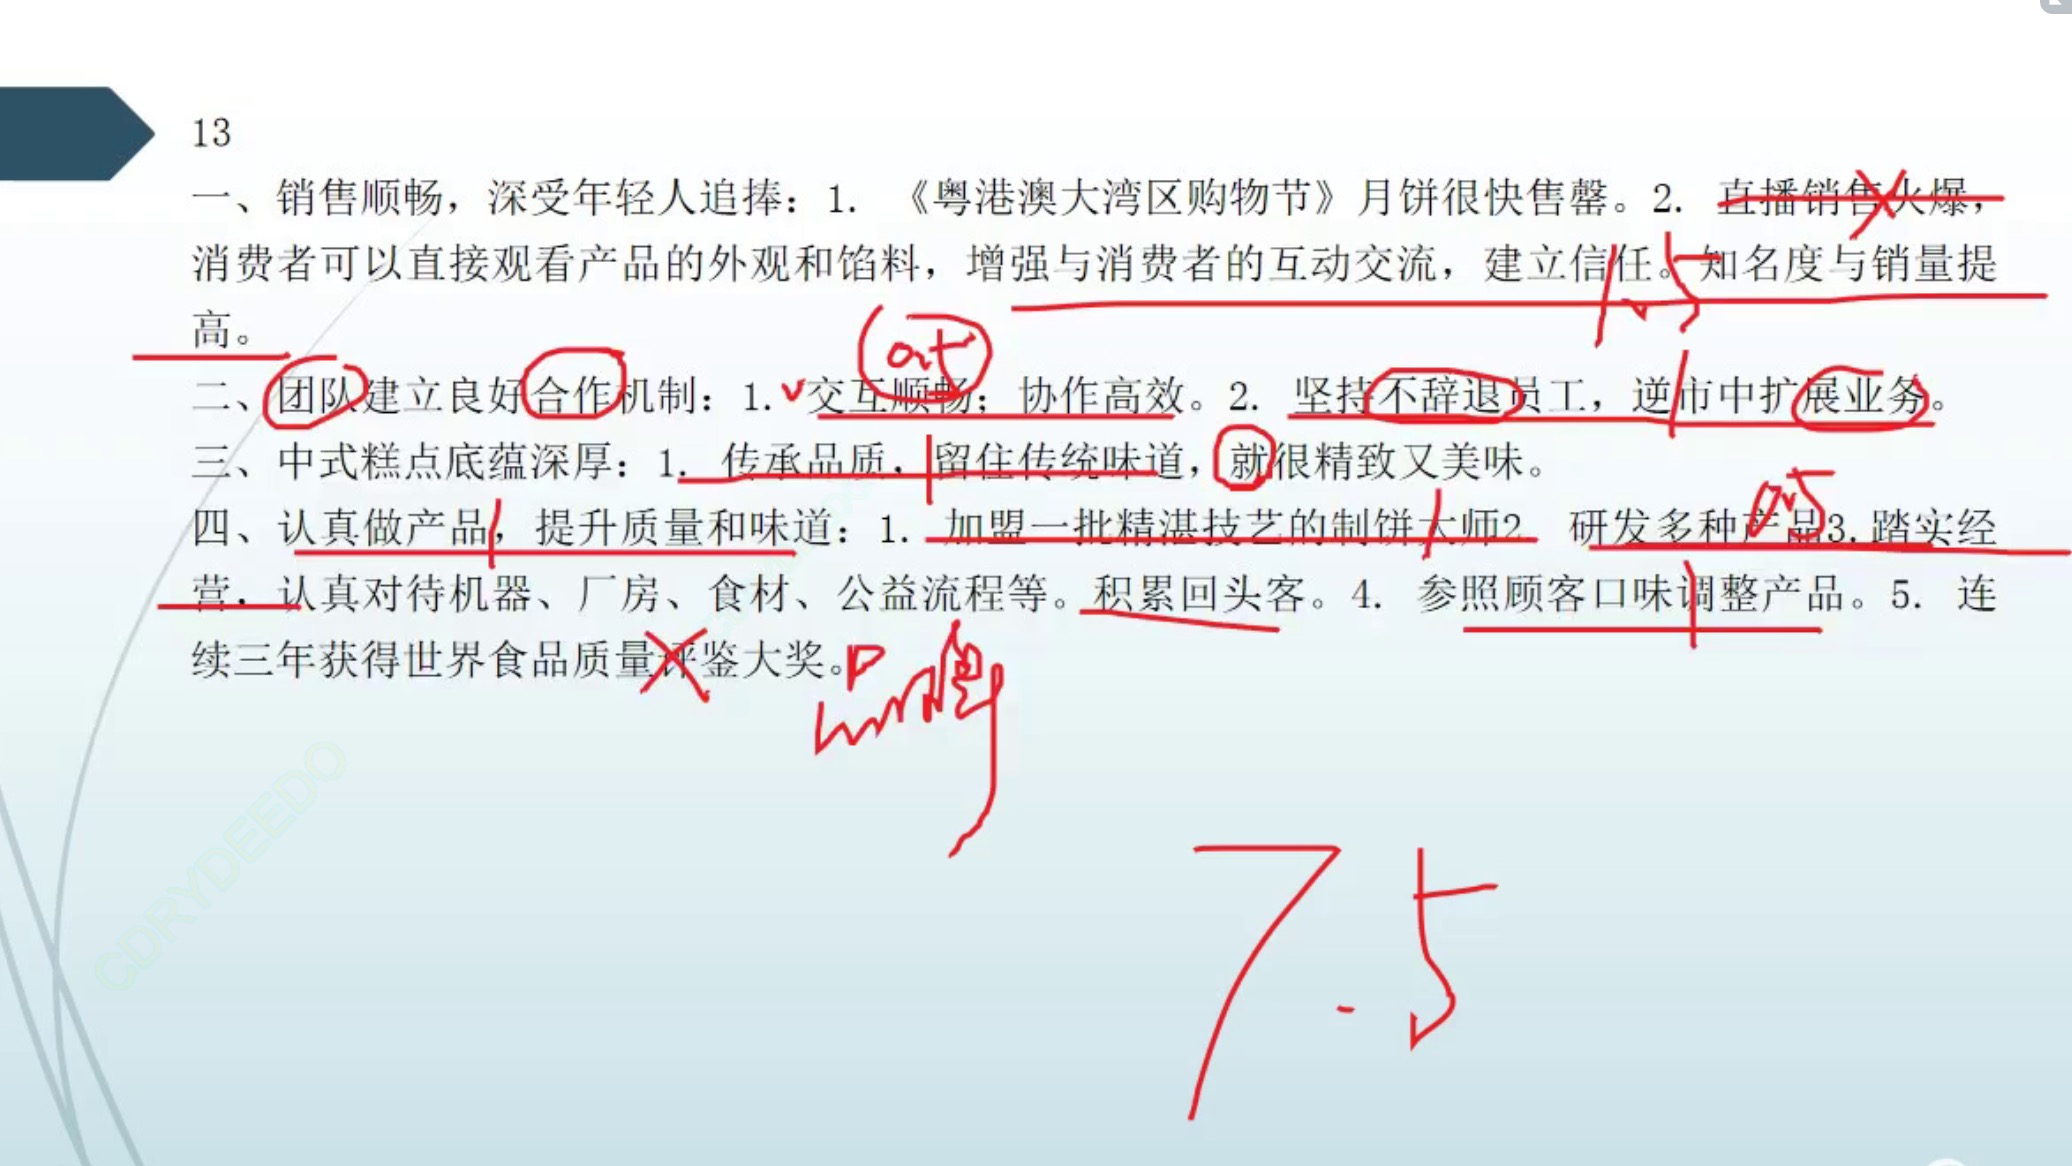 13
一、销售顺畅，深受年轻人追捧：1. 《粤港澳大湾区购物节》月饼很快售罄。2. 直播销售火爆，
消费者可以直接观看产品的外观和馅料，增强与消费者的互动交流，建立信任。知名度与销量提
高。
1.5
0.5
二、团队建立良好合作机制：1. 交互顺畅；协作高效。2. 坚持不辞退员工，逆市中扩展业务。
三、中式糕点底蕴深厚：1. 传承品质，留住传统味道，就很精致又美味。
0.5
四、认真做产品，提升质量和味道：1. 加盟一批精湛技艺的制饼大师2. 研发多种产品3.踏实经
营，认真对待机器、厂房、食材、公益流程等。积累回头客。4. 参照顾客口味调整产品。5. 连
续三年获得世界食品质量评鉴大奖。
7.5
CDRYDEEDO